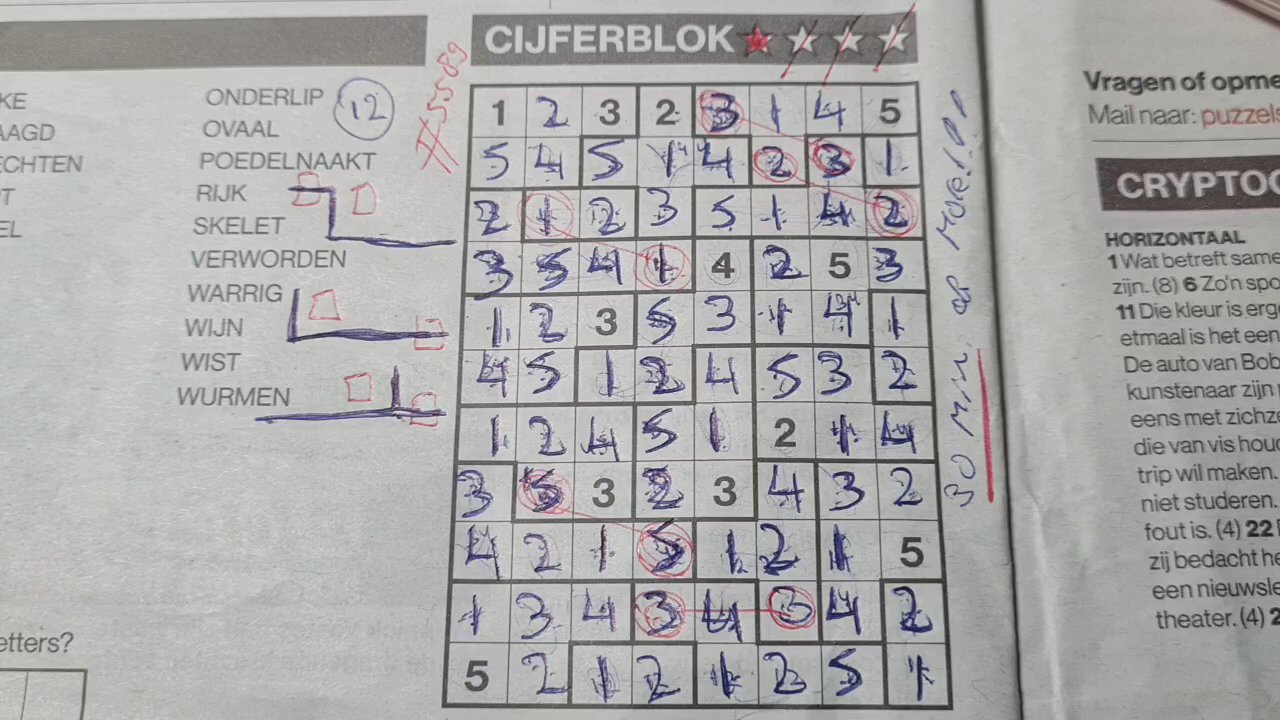 CIJFERBLOK
KE
AAGD
ECHTEN
T
EL
ONDERLIP
OVAAL
POEDELNAAKT
RIJK
SKELET
VERWORDEN
WARRIG
WIJN
WIST
WURMEN
12
#5589
etters?
1 2 3 2 3 1 4 5
5 4 5 1 4 2 3 1
2 1 2 3 5 1 4 2
3 5 4 1 4 2 5 3
1 2 3 5 3 1 4 1
4 5 1 2 4 5 3 2
1 2 4 5 1 2 1 4
3 5 3 2 3 4 3 2
4 2 1 5 1 2 1 5
1 3 4 3 4 3 4 2
5 2 1 2 1 2 5 1
30 Min.
Vragen of opme
Mail naar: puzzels
CRYPTO
HORIZONTAAL
1 Wat betreft same
zijn. (8) 6 Zo'n spo
11 Die kleur is erg
etmaal is het een
De auto van Bob
kunstenaar zijn
eens met zichz
die van vis houd
trip wil maken.
niet studeren.
fout is. (4) 22
zij bedacht he
een nieuwsle
theater. (4) 2